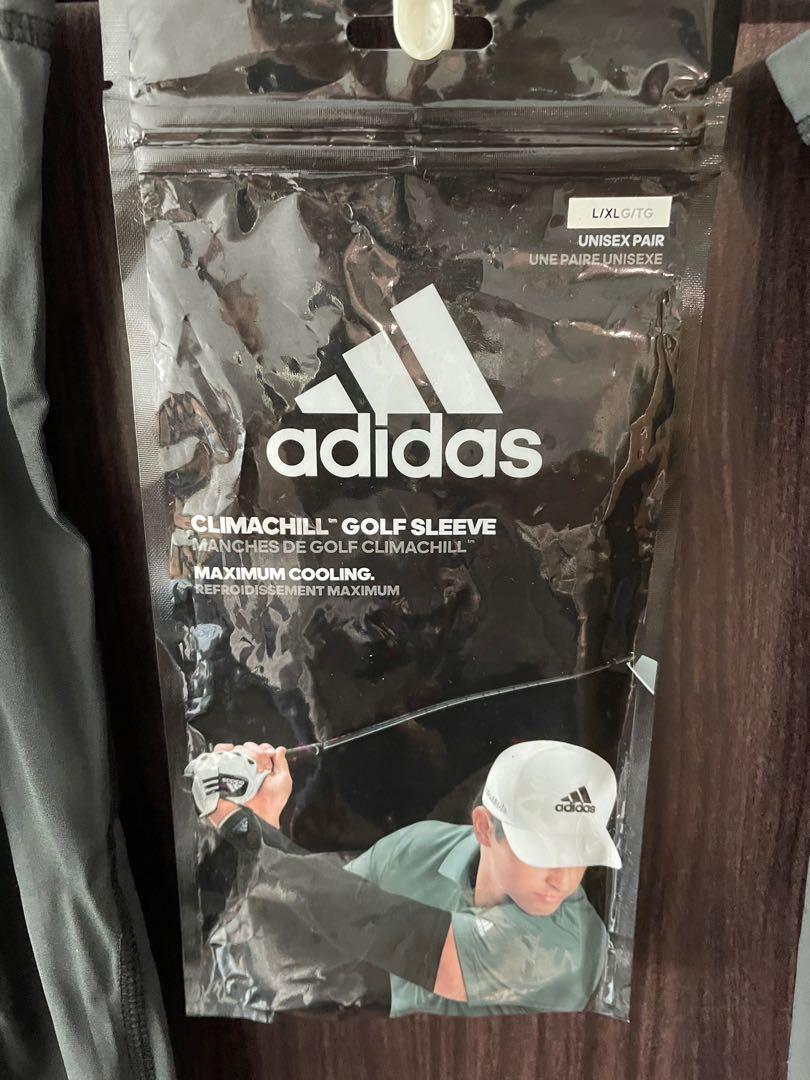 L/XLG/TG
UNISEX PAIR
UNE PAIRE UNISEXE
adidas
CLIMACHILL™ GOLF SLEEVE
MANCHES DE GOLF CLIMACHILL™
MAXIMUM COOLING.
REFROIDISSEMENT MAXIMUM
adidas